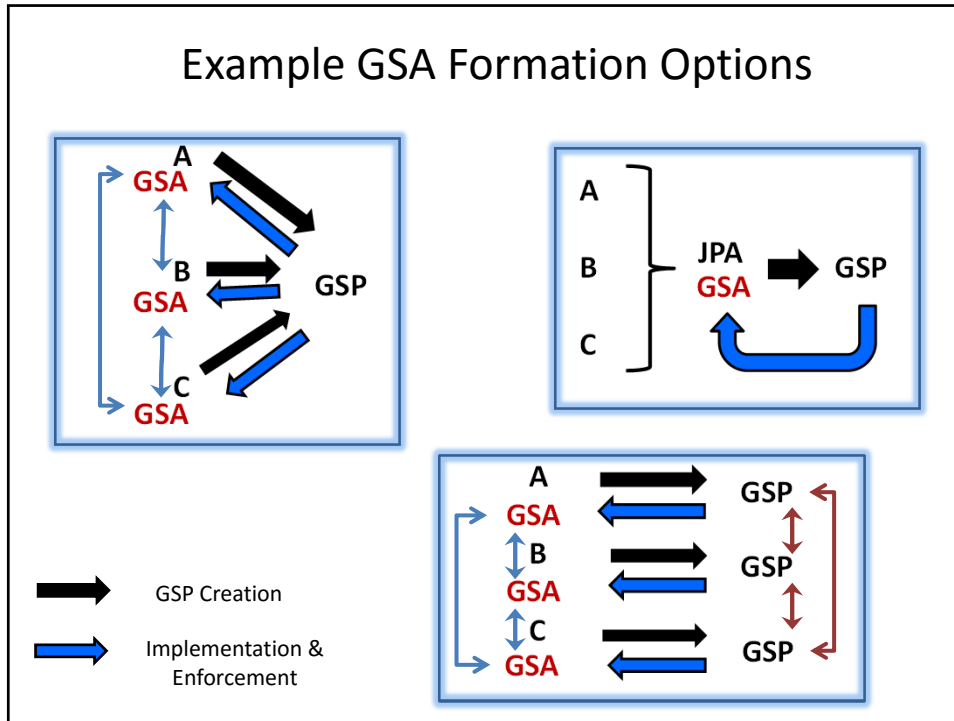 Example GSA Formation Options
A
GSA
B
GSA
C
GSA
GSP
A
B
C
JPA
GSA
GSP
A
GSA
B
GSA
C
GSA
GSP
GSP
GSP
GSP Creation
Implementation &
Enforcement